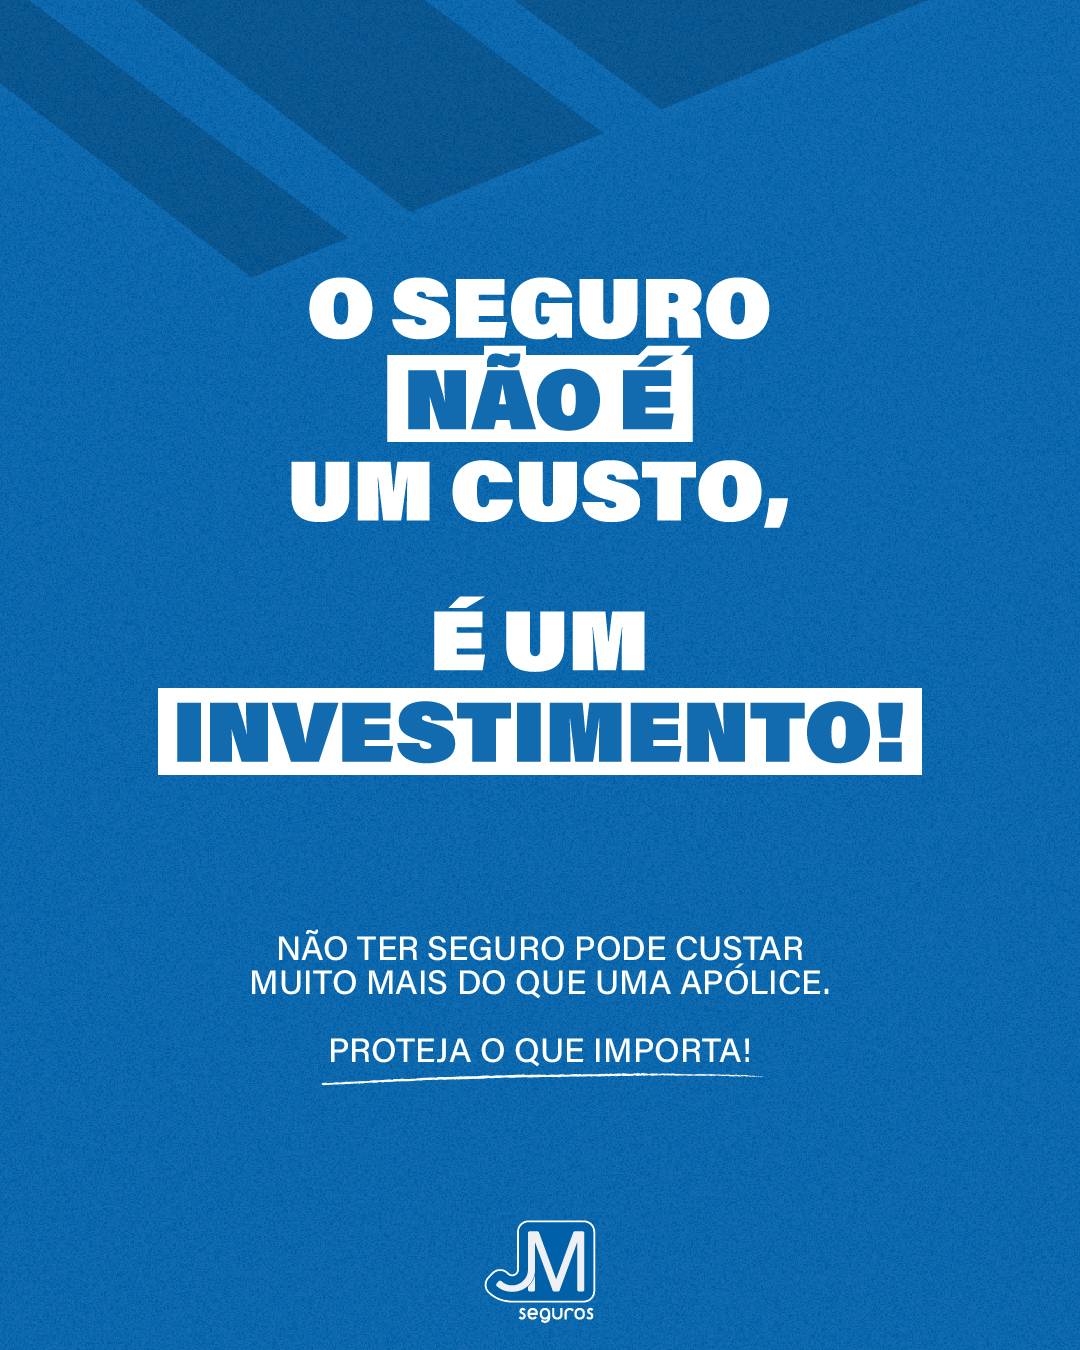 O SEGURO
NÃO É
UM CUSTO,
É UM
INVESTIMENTO!
NÃO TER SEGURO PODE CUSTAR
MUITO MAIS DO QUE UMA APÓLICE.
PROTEJA O QUE IMPORTA!
JM
seguros